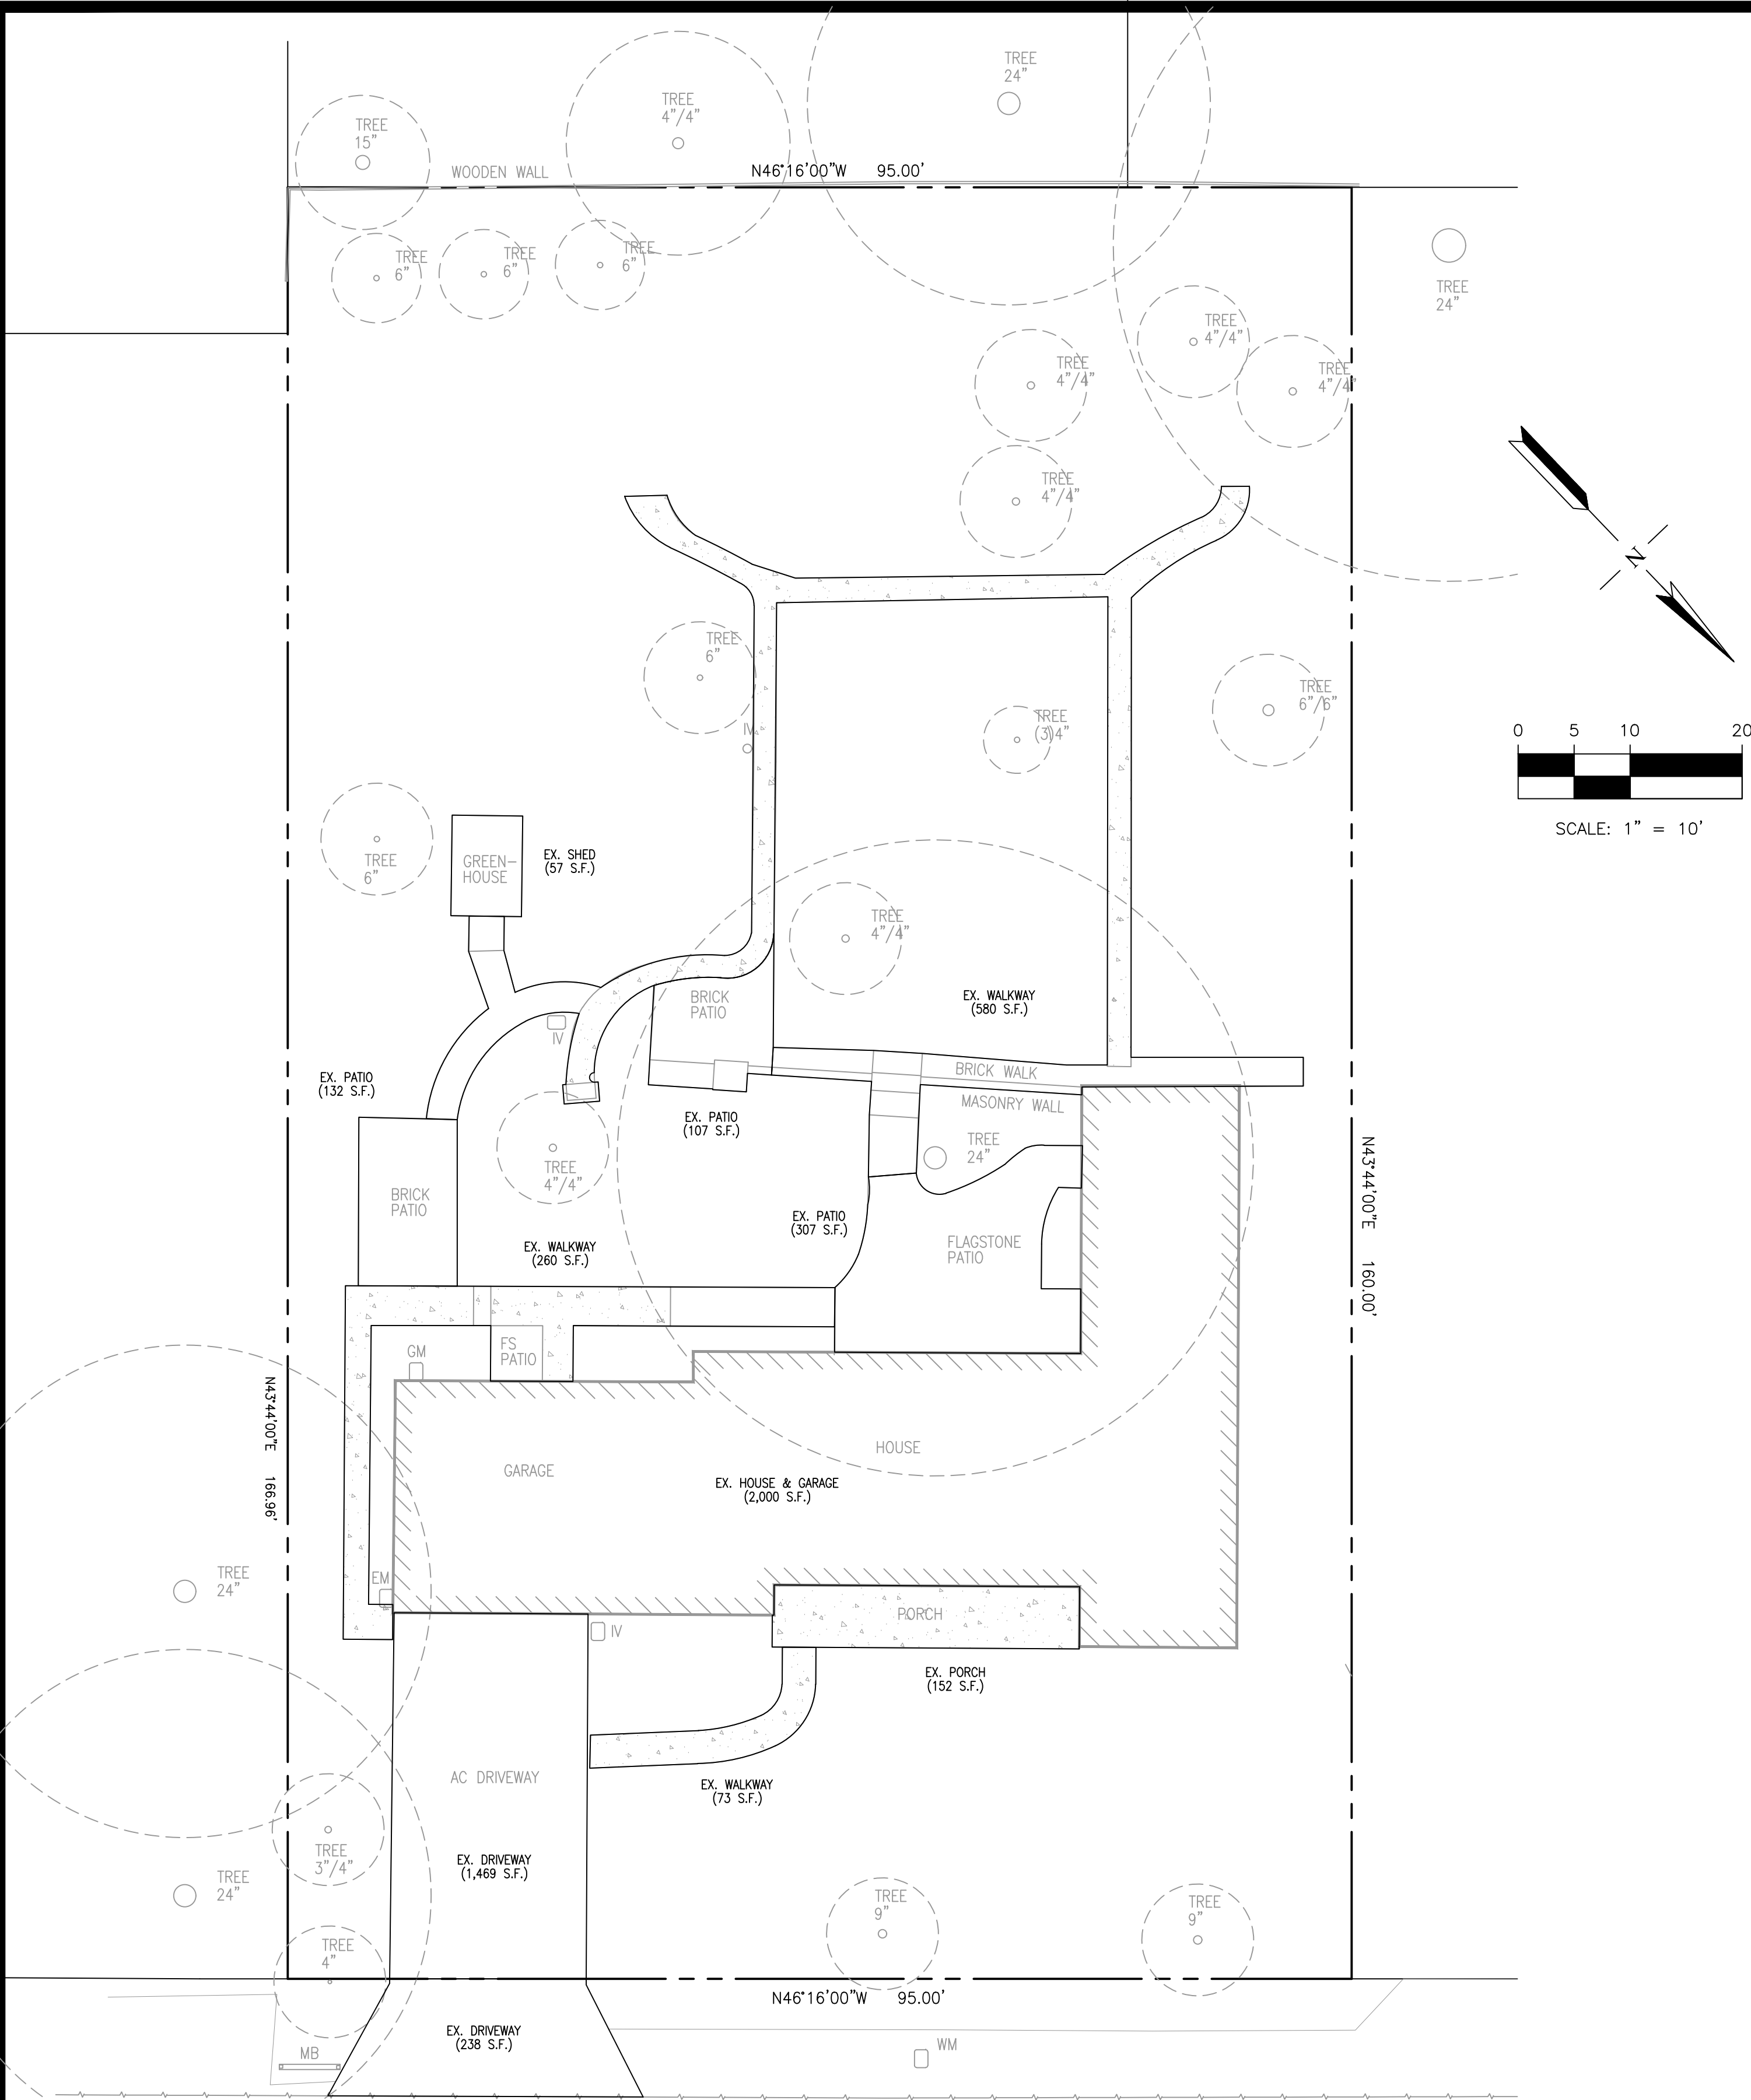 TREE
24"
TREE
4"/4"
TREE
15"
WOODEN WALL
N46°16'00"W 95.00'
TREE
6"
TREE
6"
TREE
6"
TREE
24"
TREE
4"/4"
TREE
4"/4"
TREE
4"/4"
TREE
4"/4"
N
TREE
6"
TREE
6"/6"
IV
TREE
(3)4"
0 5 10 20
SCALE: 1" = 10'
GREEN-
HOUSE
EX. SHED
(57 S.F.)
TREE
6"
TREE
4"/4"
BRICK
PATIO
EX. WALKWAY
(580 S.F.)
IV
BRICK WALK
EX. PATIO
(132 S.F.)
MASONRY WALL
EX. PATIO
(107 S.F.)
TREE
24"
TREE
4"/4"
BRICK
PATIO
EX. PATIO
(307 S.F.)
N43°44'00"E 160.00'
EX. WALKWAY
(260 S.F.)
FLAGSTONE
PATIO
GM
FS
PATIO
N43°44'00"E 166.96'
HOUSE
GARAGE
EX. HOUSE & GARAGE
(2,000 S.F.)
EM
TREE
24"
PORCH
IV
EX. PORCH
(152 S.F.)
AC DRIVEWAY
EX. WALKWAY
(73 S.F.)
TREE
3"/4"
EX. DRIVEWAY
(1,469 S.F.)
TREE
24"
TREE
9"
TREE
9"
TREE
4"
N46°16'00"W 95.00'
EX. DRIVEWAY
(238 S.F.)
MB
WM